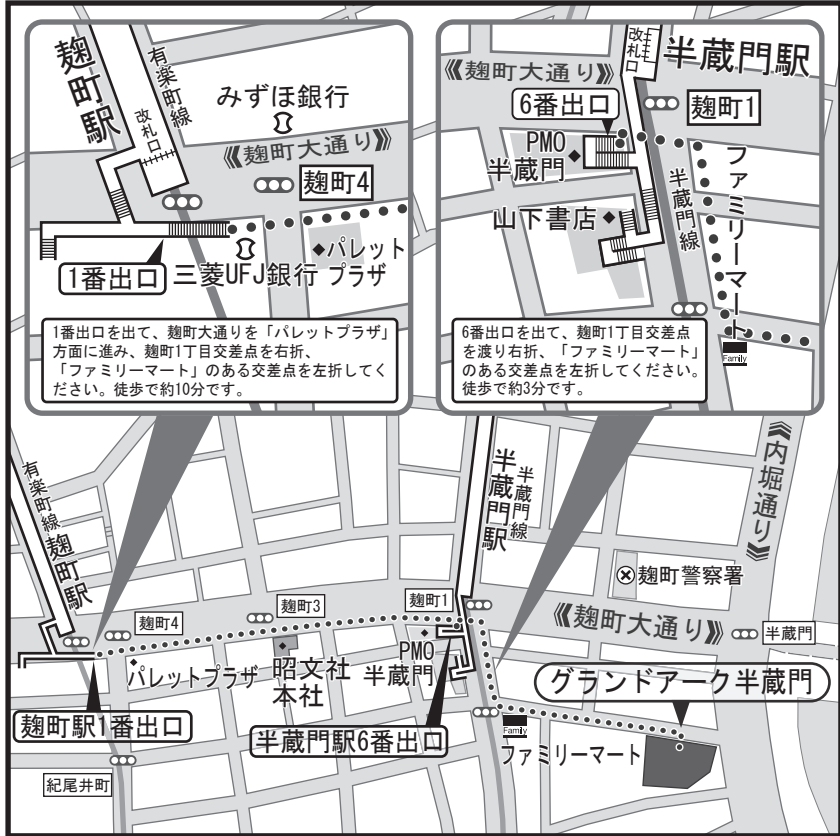 麹町駅
有楽町線
改札口
みずほ銀行
麹町大通り
麹町4
1番出口
三菱UFJ銀行
パレット
プラザ
1番出口を出て、麹町大通りを「パレットプラザ」
方面に進み、麹町1丁目交差点を右折、
「ファミリーマート」のある交差点を左折してく
ださい。徒歩で約10分です。
改札口
半蔵門駅
麹町大通り
6番出口
麹町1
PMO
半蔵門
山下書店
半蔵門線
ファミリーマート
Family
6番出口を出て、麹町1丁目交差点
を渡り右折、「ファミリーマート」
のある交差点を左折してください。
徒歩で約3分です。
有楽町線
麹町駅
半蔵門駅
半蔵門線
内堀通り
麹町警察署
麹町4
麹町3
麹町1
麹町大通り
半蔵門
パレットプラザ
昭文社
本社
PMO
半蔵門
グランドアーク半蔵門
麹町駅1番出口
半蔵門駅6番出口
Family
ファミリーマート
紀尾井町